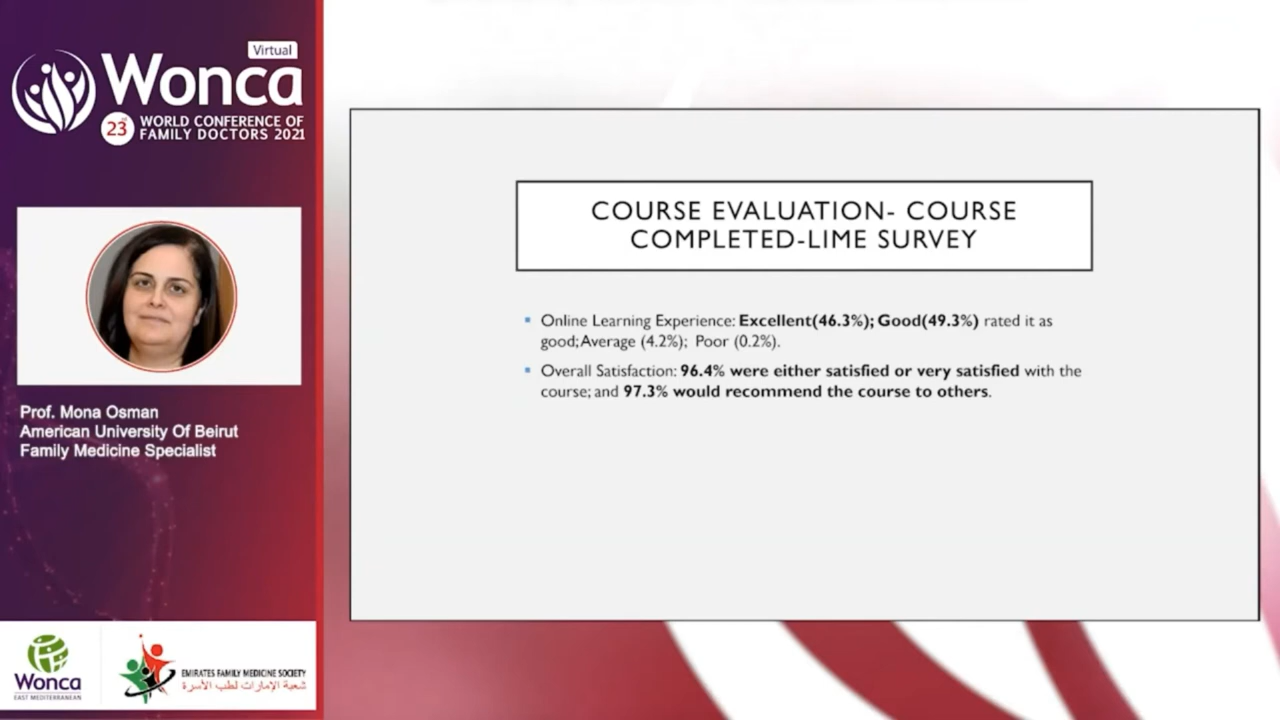 Virtual
Wonca
23
WORLD CONFERENCE OF
FAMILY DOCTORS 2021
Prof. Mona Osman
American University Of Beirut
Family Medicine Specialist
Wonca
EAST MEDITERRANEAN
EMIRATES FAMILY MEDICINE SOCIETY
شعبة الإمارات لطب الأسرة
COURSE EVALUATION- COURSE
COMPLETED-LIME SURVEY
Online Learning Experience: Excellent(46.3%); Good(49.3%) rated it as
good; Average (4.2%); Poor (0.2%).
Overall Satisfaction: 96.4% were either satisfied or very satisfied with the
course; and 97.3% would recommend the course to others.